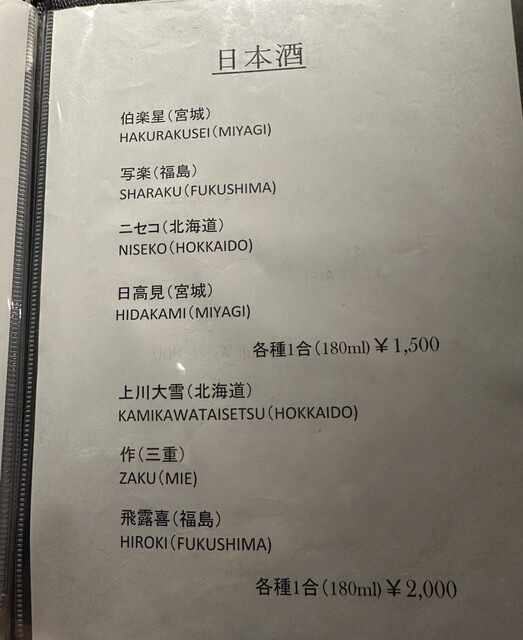 日本酒
伯楽星(宮城)
HAKURAKUSEI(MIYAGI)
写楽(福島)
SHARAKU(FUKUSHIMA)
ニセコ(北海道)
NISEKO(HOKKAIDO)
日高見(宮城)
HIDAKAMI(MIYAGI)
各種1合(180ml)¥1,500
上川大雪(北海道)
KAMIKAWATAISETSU(HOKKAIDO)
作(三重)
ZAKU(MIE)
飛露喜(福島)
HIROKI(FUKUSHIMA)
各種1合(180ml)¥2,000